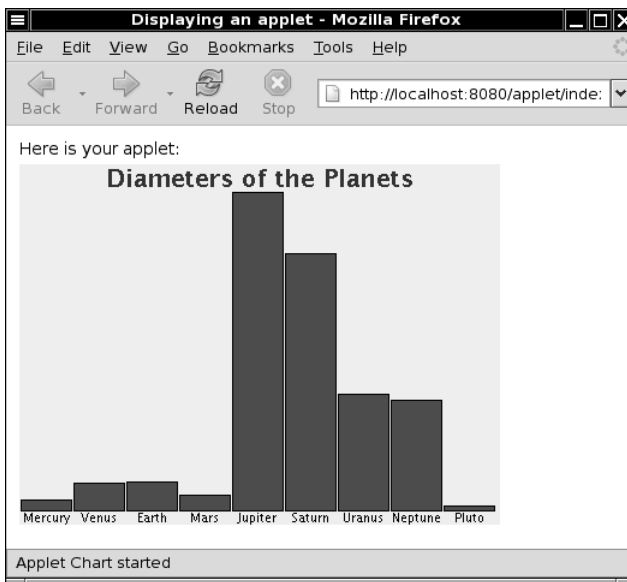 Displaying an applet - Mozilla Firefox
File Edit View Go Bookmarks Tools Help
Back Forward Reload Stop http://localhost:8080/applet/inde
Here is your applet:
Diameters of the Planets
Mercury Venus Earth Mars Jupiter Saturn Uranus Neptune Pluto
Applet Chart started